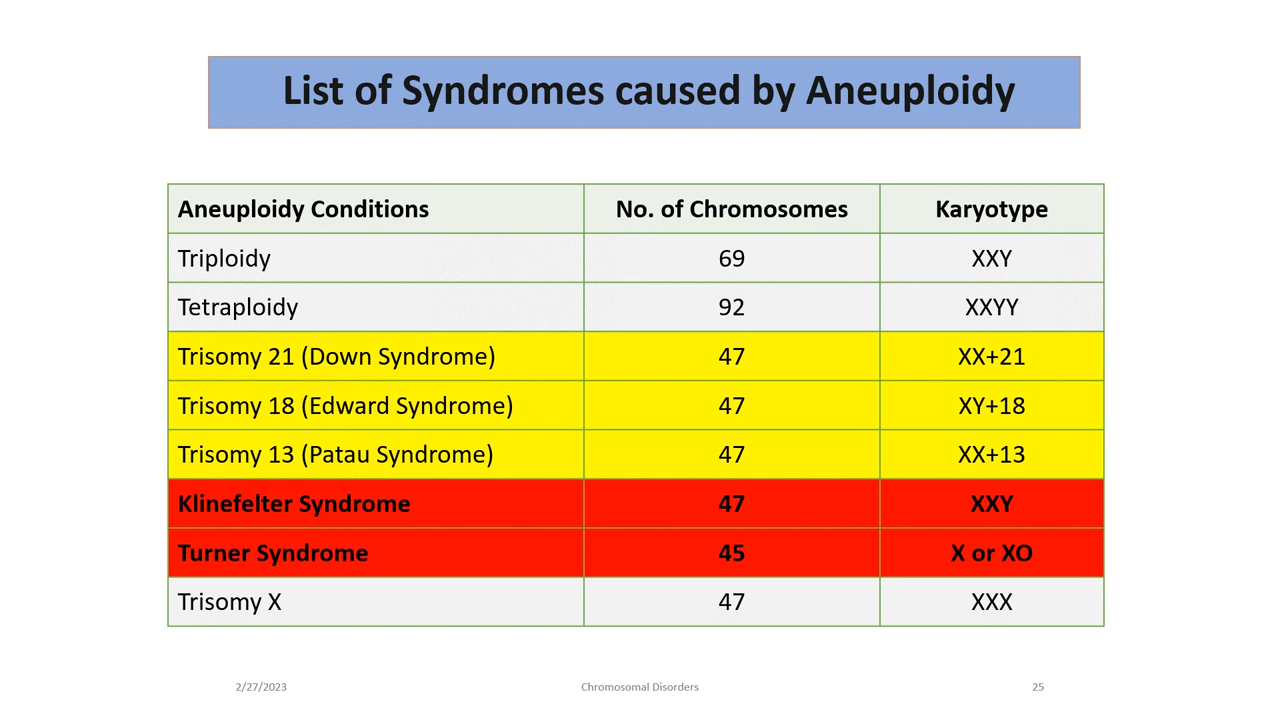 List of Syndromes caused by Aneuploidy
Aneuploidy Conditions No. of Chromosomes Karyotype
Triploidy 69 XXY
Tetraploidy 92 XXYY
Trisomy 21 (Down Syndrome) 47 XX+21
Trisomy 18 (Edward Syndrome) 47 XY+18
Trisomy 13 (Patau Syndrome) 47 XX+13
Klinefelter Syndrome 47 XXY
Turner Syndrome 45 X or XO
Trisomy X 47 XXX
2/27/2023 Chromosomal Disorders 25